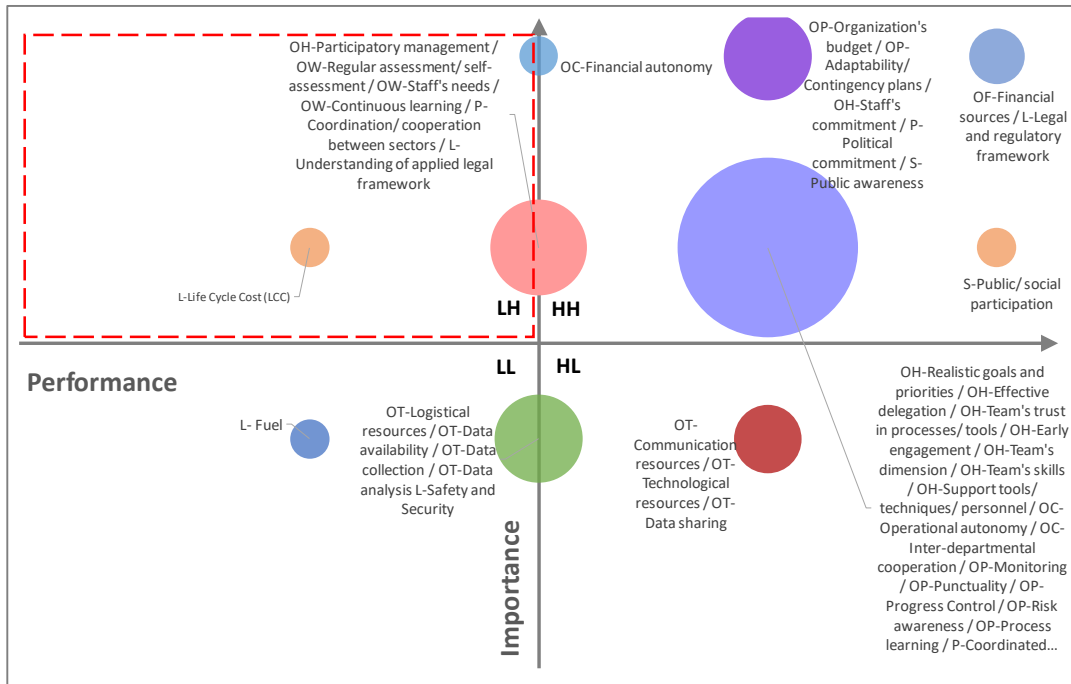 OH-Participatory management /
OW-Regular assessment/ self-
assessment / OW-Staff's needs /
OW-Continuous learning / P-
Coordination/ cooperation
between sectors / L-
Understanding of applied legal
framework
OC-Financial autonomy
OP-Organization's
budget / OP-
Adaptability/
Contingency plans /
OH-Staff's
commitment / P-
Political
commitment / S-
Public awareness
OF-Financial
sources / L-Legal
and regulatory
framework
L-Life Cycle Cost (LCC)
S-Public/ social
participation
LH
HH
LL
HL
Performance
L- Fuel
OT-Logistical
resources / OT-Data
availability / OT-Data
collection / OT-Data
analysis L-Safety and
Security
OT-
Communication
resources / OT-
Technological
resources / OT-
Data sharing
OH-Realistic goals and
priorities / OH-Effective
delegation / OH-Team's trust
in processes/ tools / OH-Early
engagement / OH-Team's
dimension / OH-Team's skills
/ OH-Support tools/
techniques/ personnel / OC-
Operational autonomy / OC-
Inter-departmental
cooperation / OP-Monitoring
/ OP-Punctuality / OP-
Progress Control / OP-Risk
awareness / OP-Process
learning / P-Coordinated...
Importance